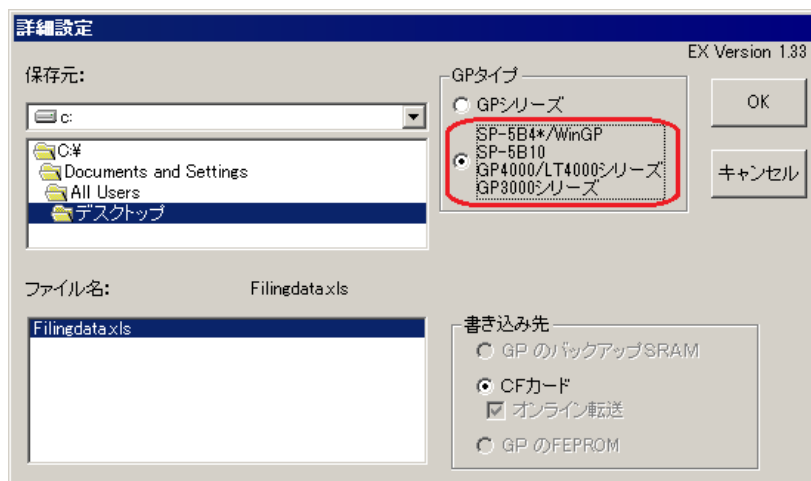 詳細設定
EX Version 1.33
保存元:
c:
C:¥
Documents and Settings
All Users
デスクトップ
GPタイプ
GPシリーズ
SP-5B4*/WinGP
SP-5B10
GP4000/LT4000シリーズ
GP3000シリーズ
OK
キャンセル
ファイル名:
Filingdata.xls
Filingdata.xls
書き込み先
GP のバックアップSRAM
CFカード
オンライン転送
GP のFEPROM